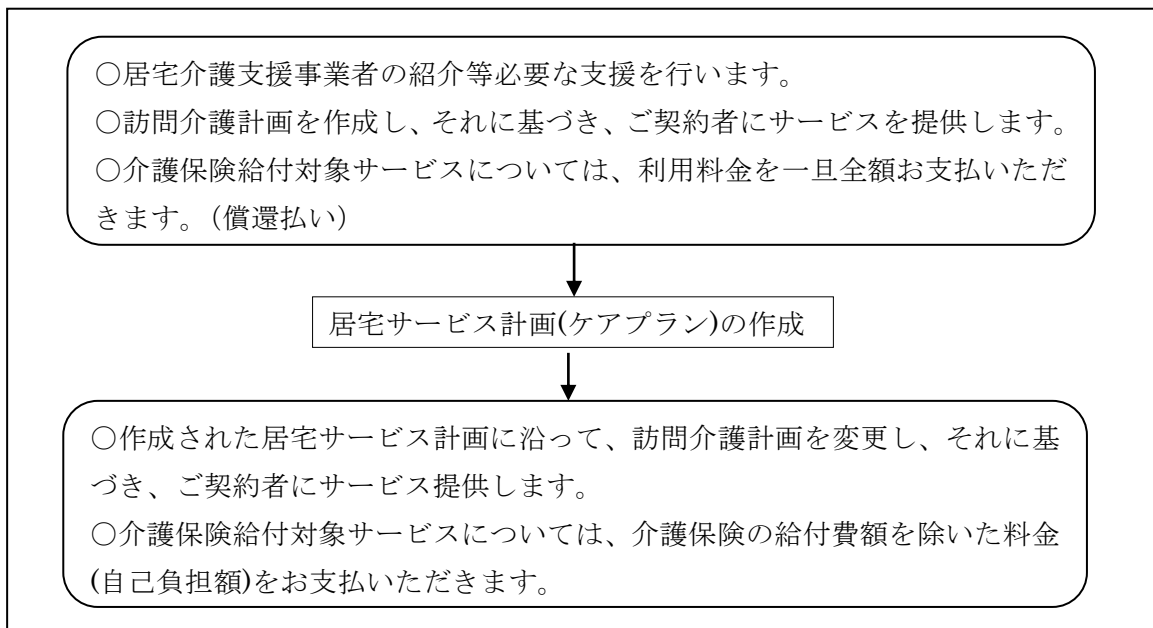 ○居宅介護支援事業者の紹介等必要な支援を行います。
○訪問介護計画を作成し、それに基づき、ご契約者にサービスを提供します。
○介護保険給付対象サービスについては、利用料金を一旦全額お支払いただ
きます。（償還払い）
居宅サービス計画(ケアプラン)の作成
○作成された居宅サービス計画に沿って、訪問介護計画を変更し、それに基
づき、ご契約者にサービス提供します。
○介護保険給付対象サービスについては、介護保険の給付費額を除いた料金
(自己負担額)をお支払いただきます。